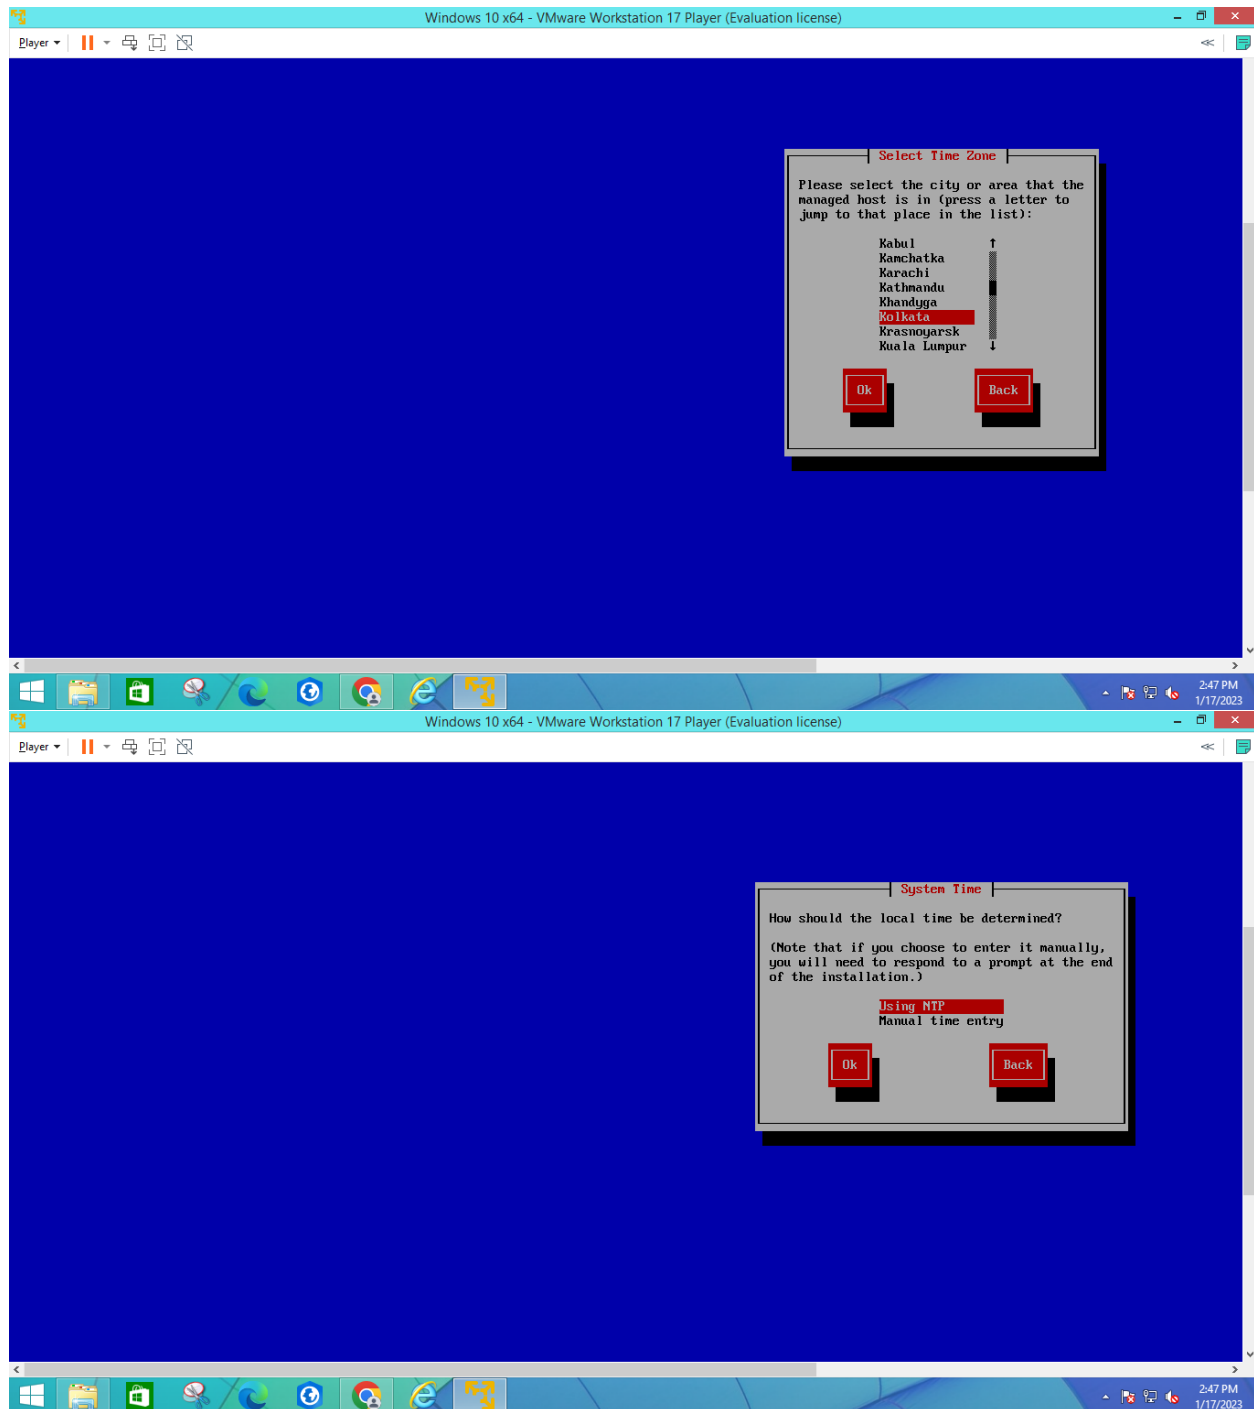 Windows 10 x64 - VMware Workstation 17 Player (Evaluation license)
Player
Select Time Zone
Please select the city or area that the
managed host is in (press a letter to
jump to that place in the list):
Kabul
Kamchatka
Karachi
Kathmandu
Khandyga
Kolkata
Krasnoyarsk
Kuala Lumpur
Ok Back
2:47 PM
1/17/2023
Windows 10 x64 - VMware Workstation 17 Player (Evaluation license)
Player
System Time
How should the local time be determined?
(Note that if you choose to enter it manually,
you will need to respond to a prompt at the end
of the installation.)
Using NTP
Manual time entry
Ok Back
2:47 PM
1/17/2023